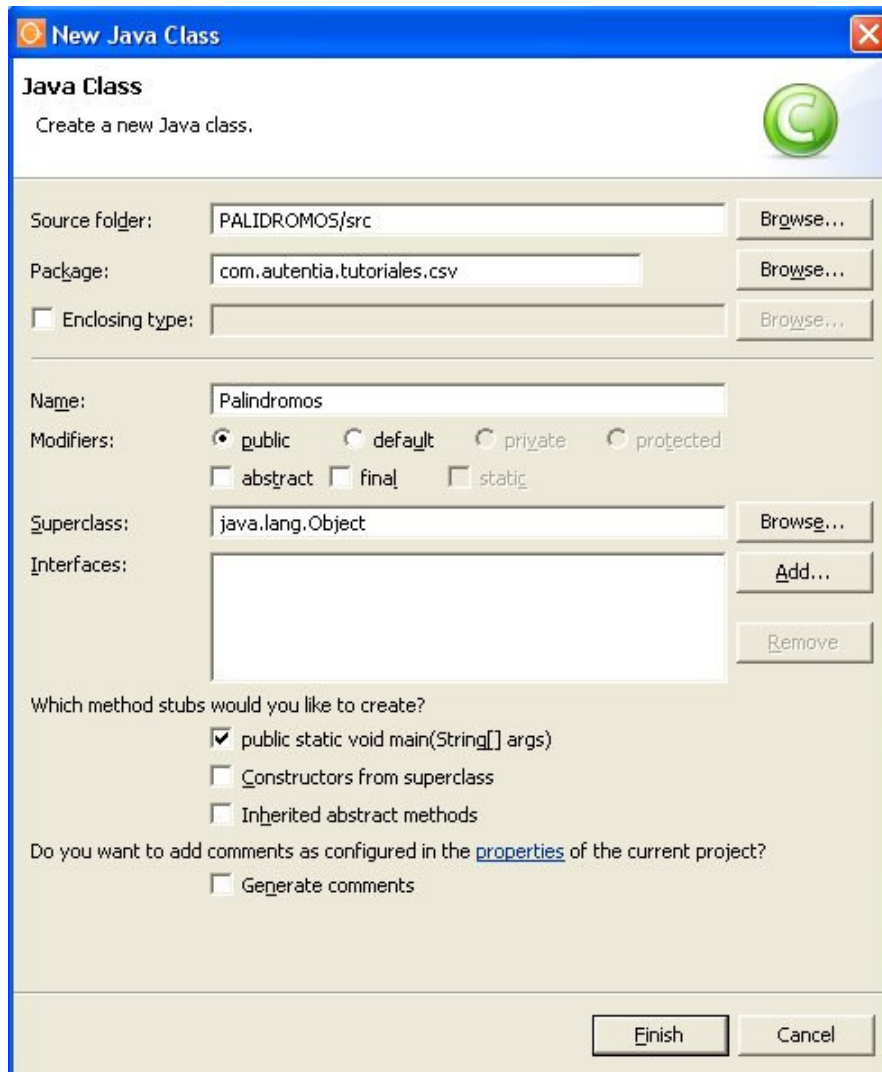 New Java Class
Java Class
Create a new Java class.
Source folder: PALIDROMOS/src Browse...
Package: com.autentia.tutoriales.csv Browse...
Enclosing type: Browse...
Name: Palindromos
Modifiers: public default private protected
abstract final static
Superclass: java.lang.Object Browse...
Interfaces: Add...
Remove
Which method stubs would you like to create?
public static void main(String[] args)
Constructors from superclass
Inherited abstract methods
Do you want to add comments as configured in the properties of the current project?
Generate comments
Finish Cancel